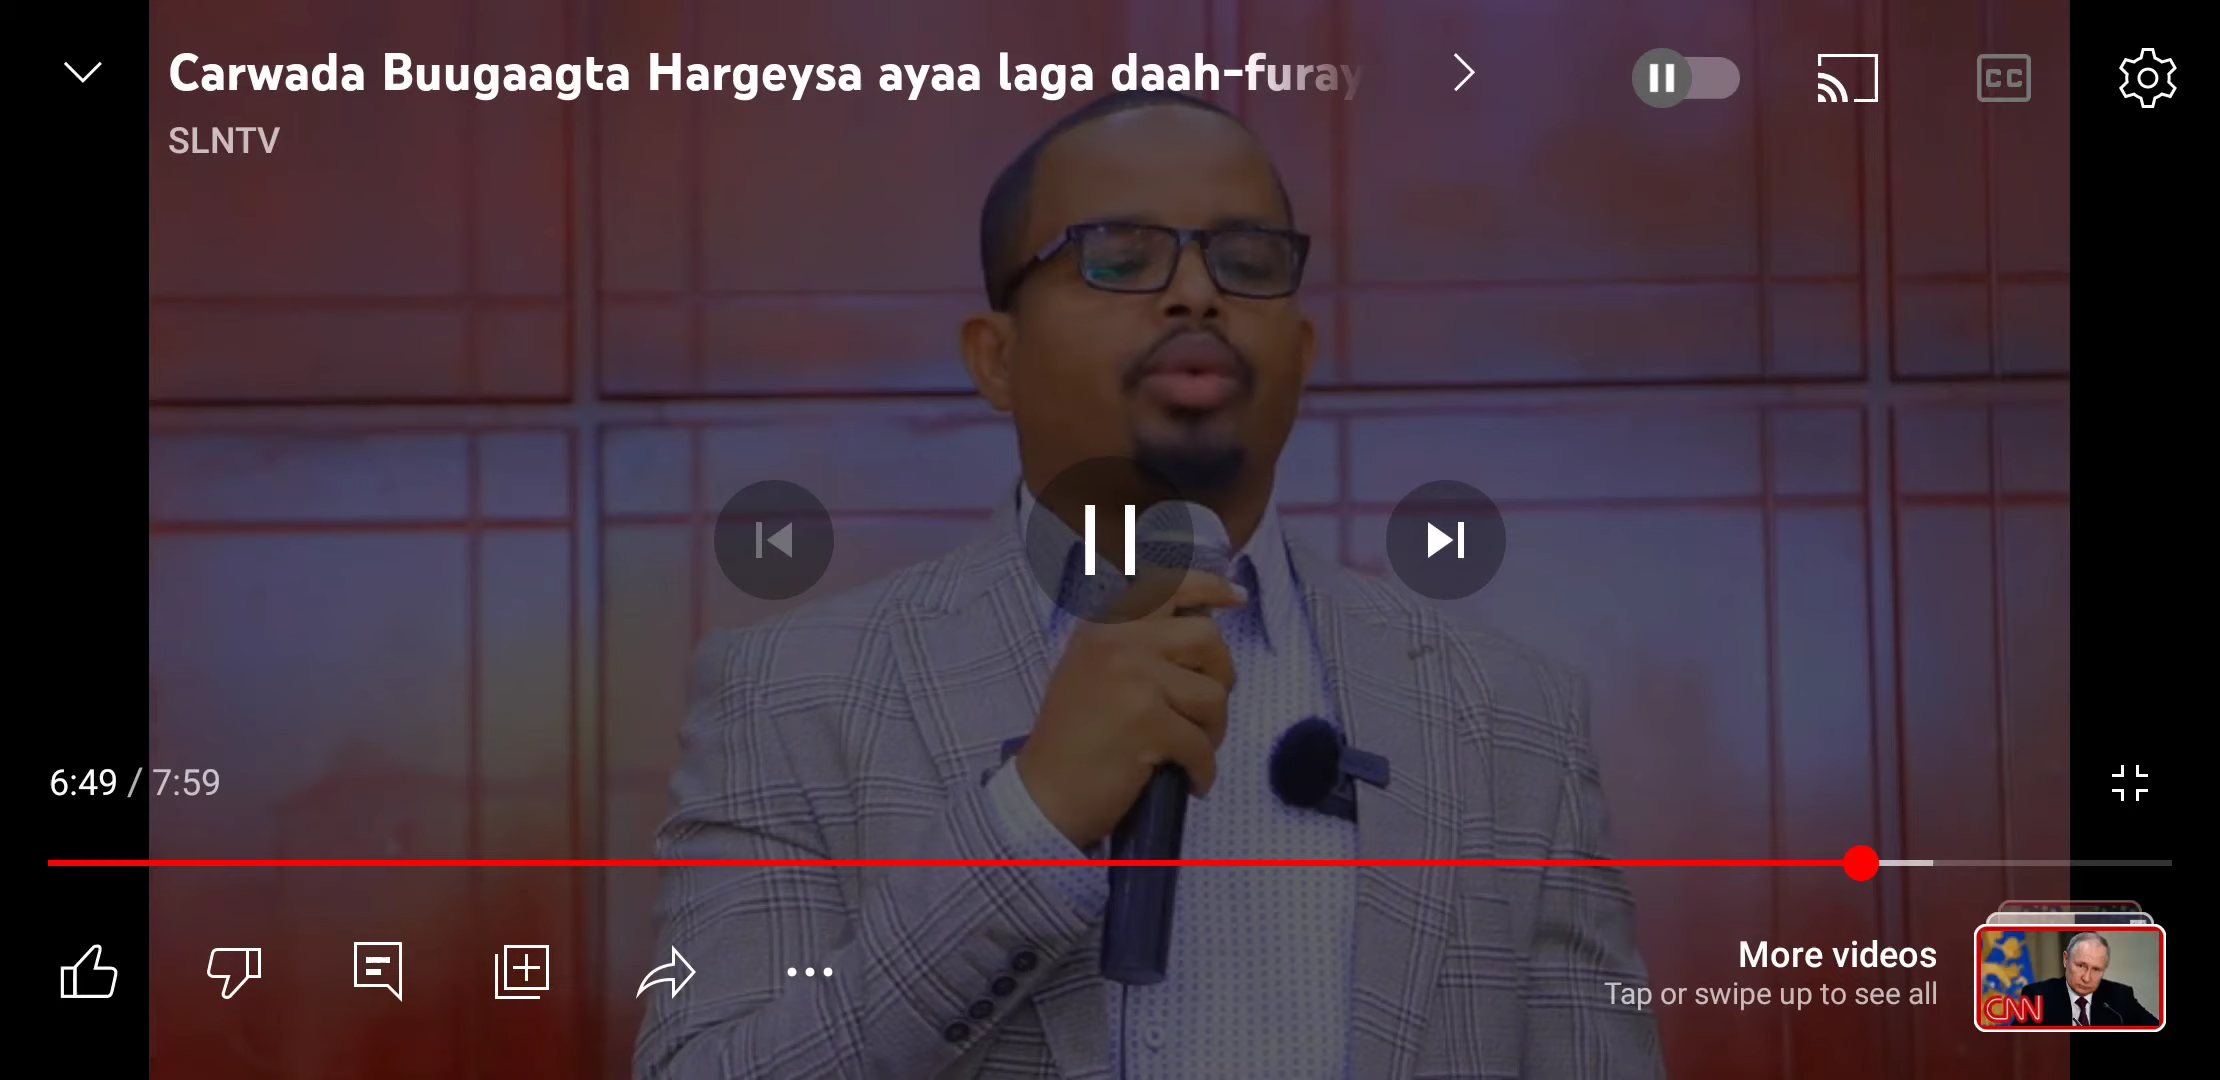 Carwada Buugaagta Hargeysa ayaa laga daah-furay
SLNTV
CC
6:49 / 7:59
More videos
Tap or swipe up to see all
CNN